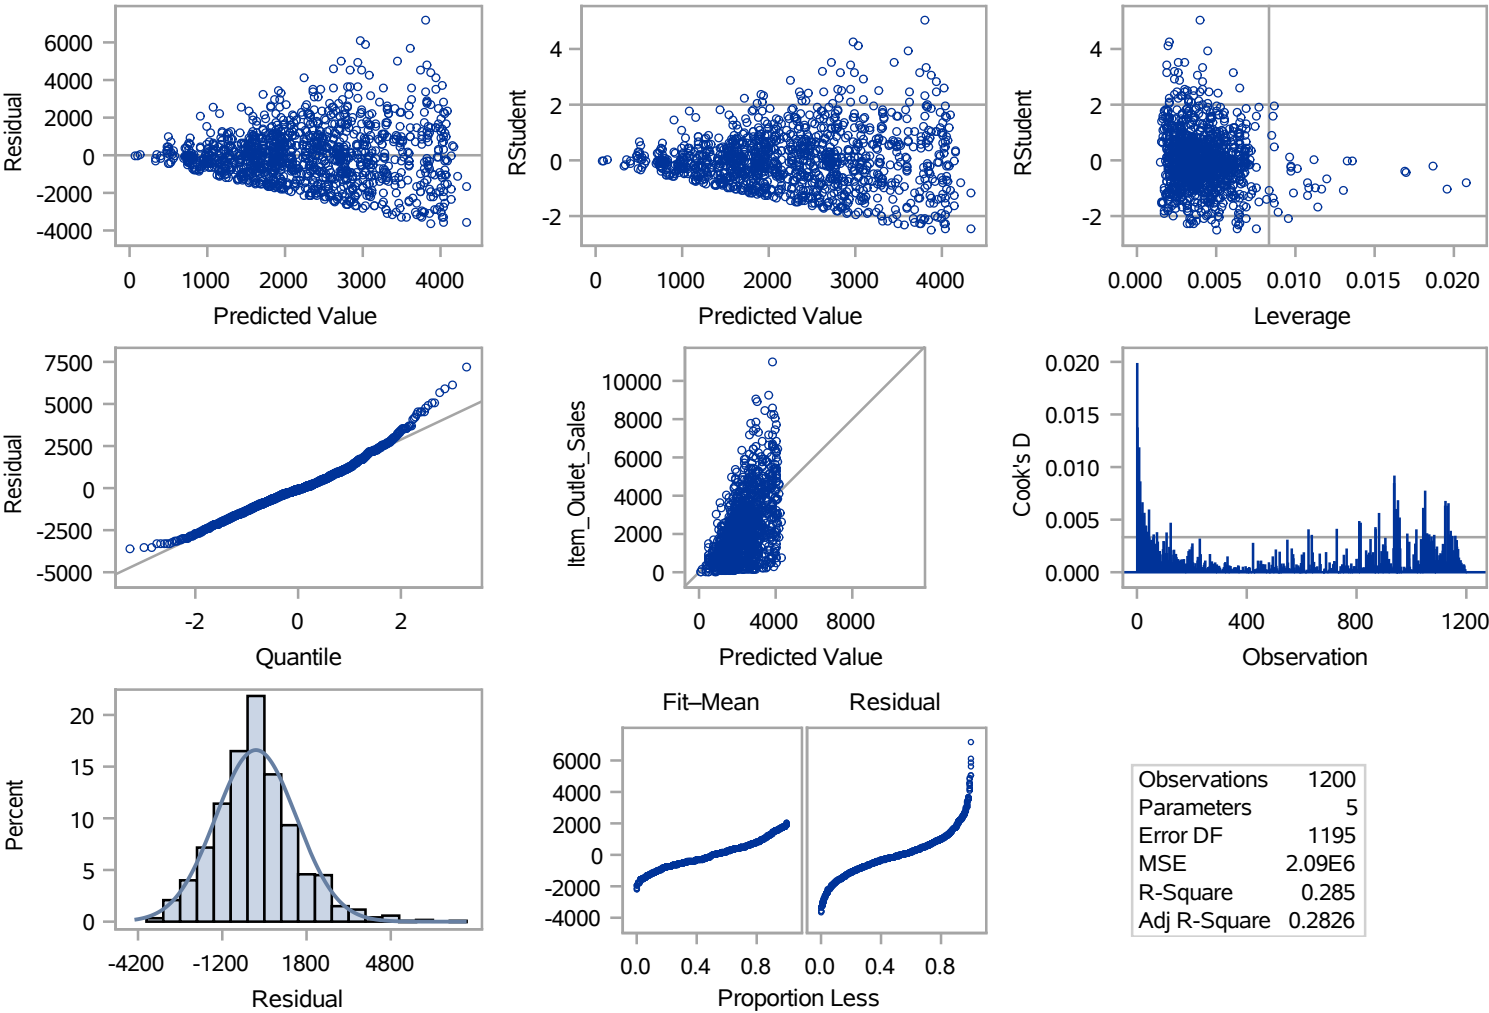 Residual
6000
4000
2000
0
-2000
-4000
0 1000 2000 3000 4000
Predicted Value
RStudent
4
2
0
-2
0 1000 2000 3000 4000
Predicted Value
RStudent
4
2
0
-2
0.000 0.005 0.010 0.015 0.020
Leverage
Residual
7500
5000
2500
0
-2500
-5000
-2 0 2
Quantile
Item_Outlet_Sales
10000
8000
6000
4000
2000
0
0 4000 8000
Predicted Value
Cook's D
0.020
0.015
0.010
0.005
0.000
0 400 800 1200
Observation
Percent
20
15
10
5
0
-4200 -1200 1800 4800
Residual
Fit–Mean Residual
6000
4000
2000
0
-2000
-4000
0.0 0.4 0.8 0.0 0.4 0.8
Proportion Less
Observations 1200
Parameters 5
Error DF 1195
MSE 2.09E6
R-Square 0.285
Adj R-Square 0.2826